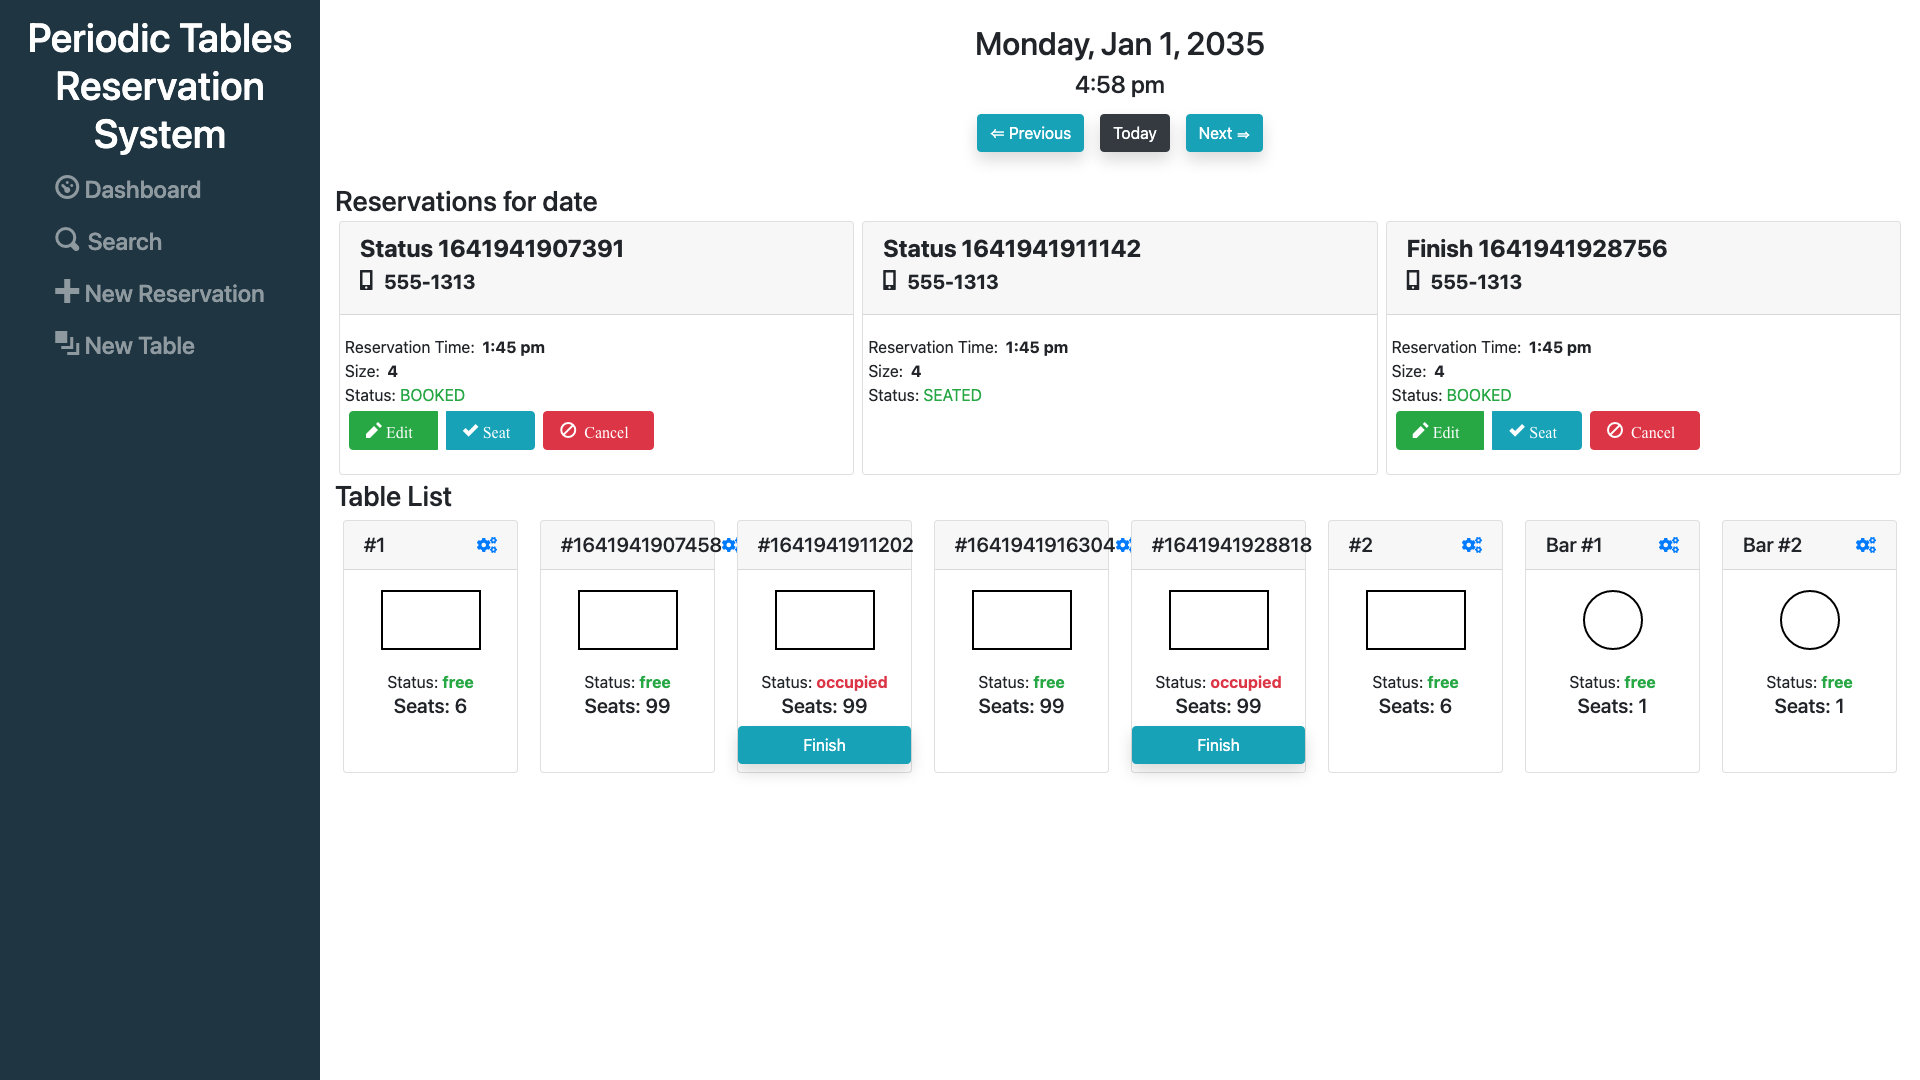 Periodic Tables
Reservation
System
Dashboard
Search
New Reservation
New Table
Monday, Jan 1, 2035
4:58 pm
⇐ Previous
Today
Next ⇒
Reservations for date
Status 1641941907391
555-1313
Reservation Time: 1:45 pm
Size: 4
Status: BOOKED
Edit
Seat
Cancel
Status 1641941911142
555-1313
Reservation Time: 1:45 pm
Size: 4
Status: SEATED
Finish 1641941928756
555-1313
Reservation Time: 1:45 pm
Size: 4
Status: BOOKED
Edit
Seat
Cancel
Table List
#1
Status: free
Seats: 6
#1641941907458
Status: free
Seats: 99
#1641941911202
Status: occupied
Seats: 99
Finish
#1641941916304
Status: free
Seats: 99
#1641941928818
Status: occupied
Seats: 99
Finish
#2
Status: free
Seats: 6
Bar #1
Status: free
Seats: 1
Bar #2
Status: free
Seats: 1